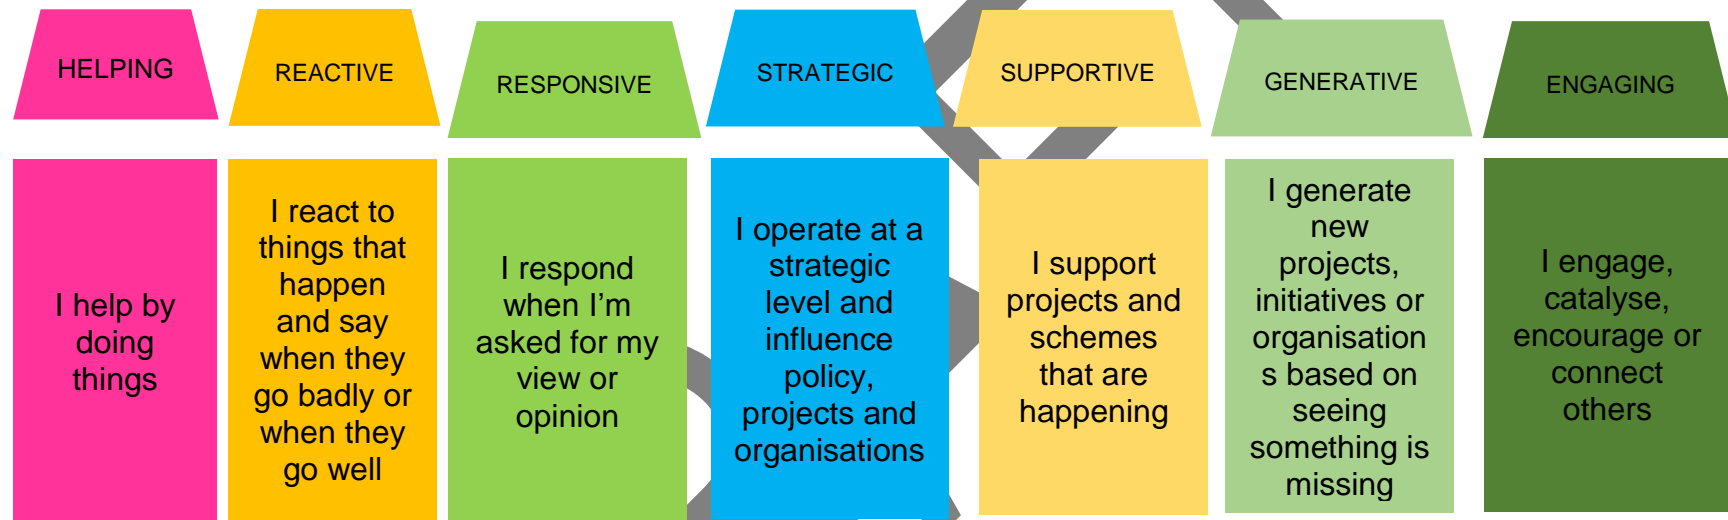 HELPING
REACTIVE
RESPONSIVE
STRATEGIC
SUPPORTIVE
GENERATIVE
ENGAGING
I help by
doing
things
I react to
things that
happen
and say
when they
go badly or
when they
go well
I respond
when I’m
asked for my
view or
opinion
I operate at a
strategic
level and
influence
policy,
projects and
organisations
I support
projects and
schemes
that are
happening
I generate
new
projects,
initiatives or
organisation
s based on
seeing
something is
missing
I engage,
catalyse,
encourage or
connect
others